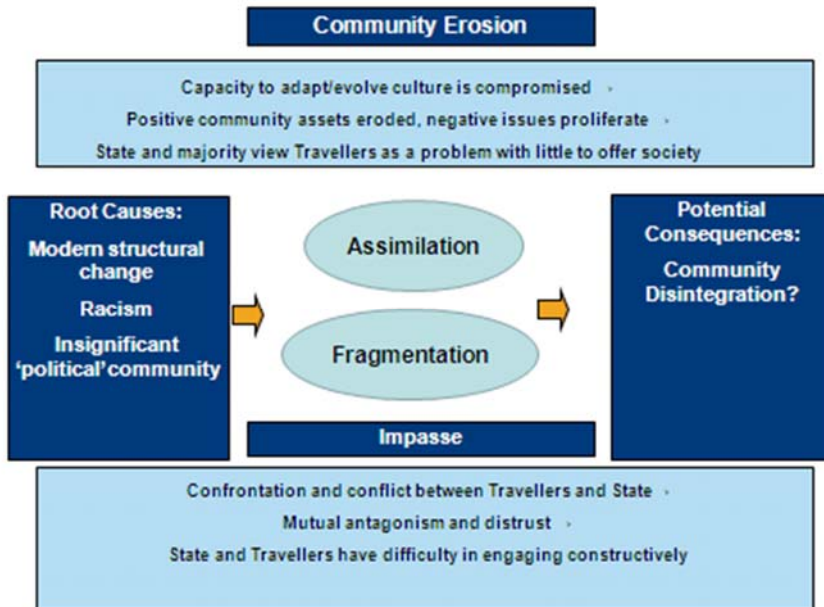 Community Erosion
Capacity to adapt/evolve culture is compromised
Positive community assets eroded, negative issues proliferate
State and majority view Travellers as a problem with little to offer society
Root Causes:
Modern structural
change
Racism
Insignificant
‘political’ community
Assimilation
Fragmentation
Potential
Consequences:
Community
Disintegration?
Impasse
Confrontation and conflict between Travellers and State
Mutual antagonism and distrust
State and Travellers have difficulty in engaging constructively